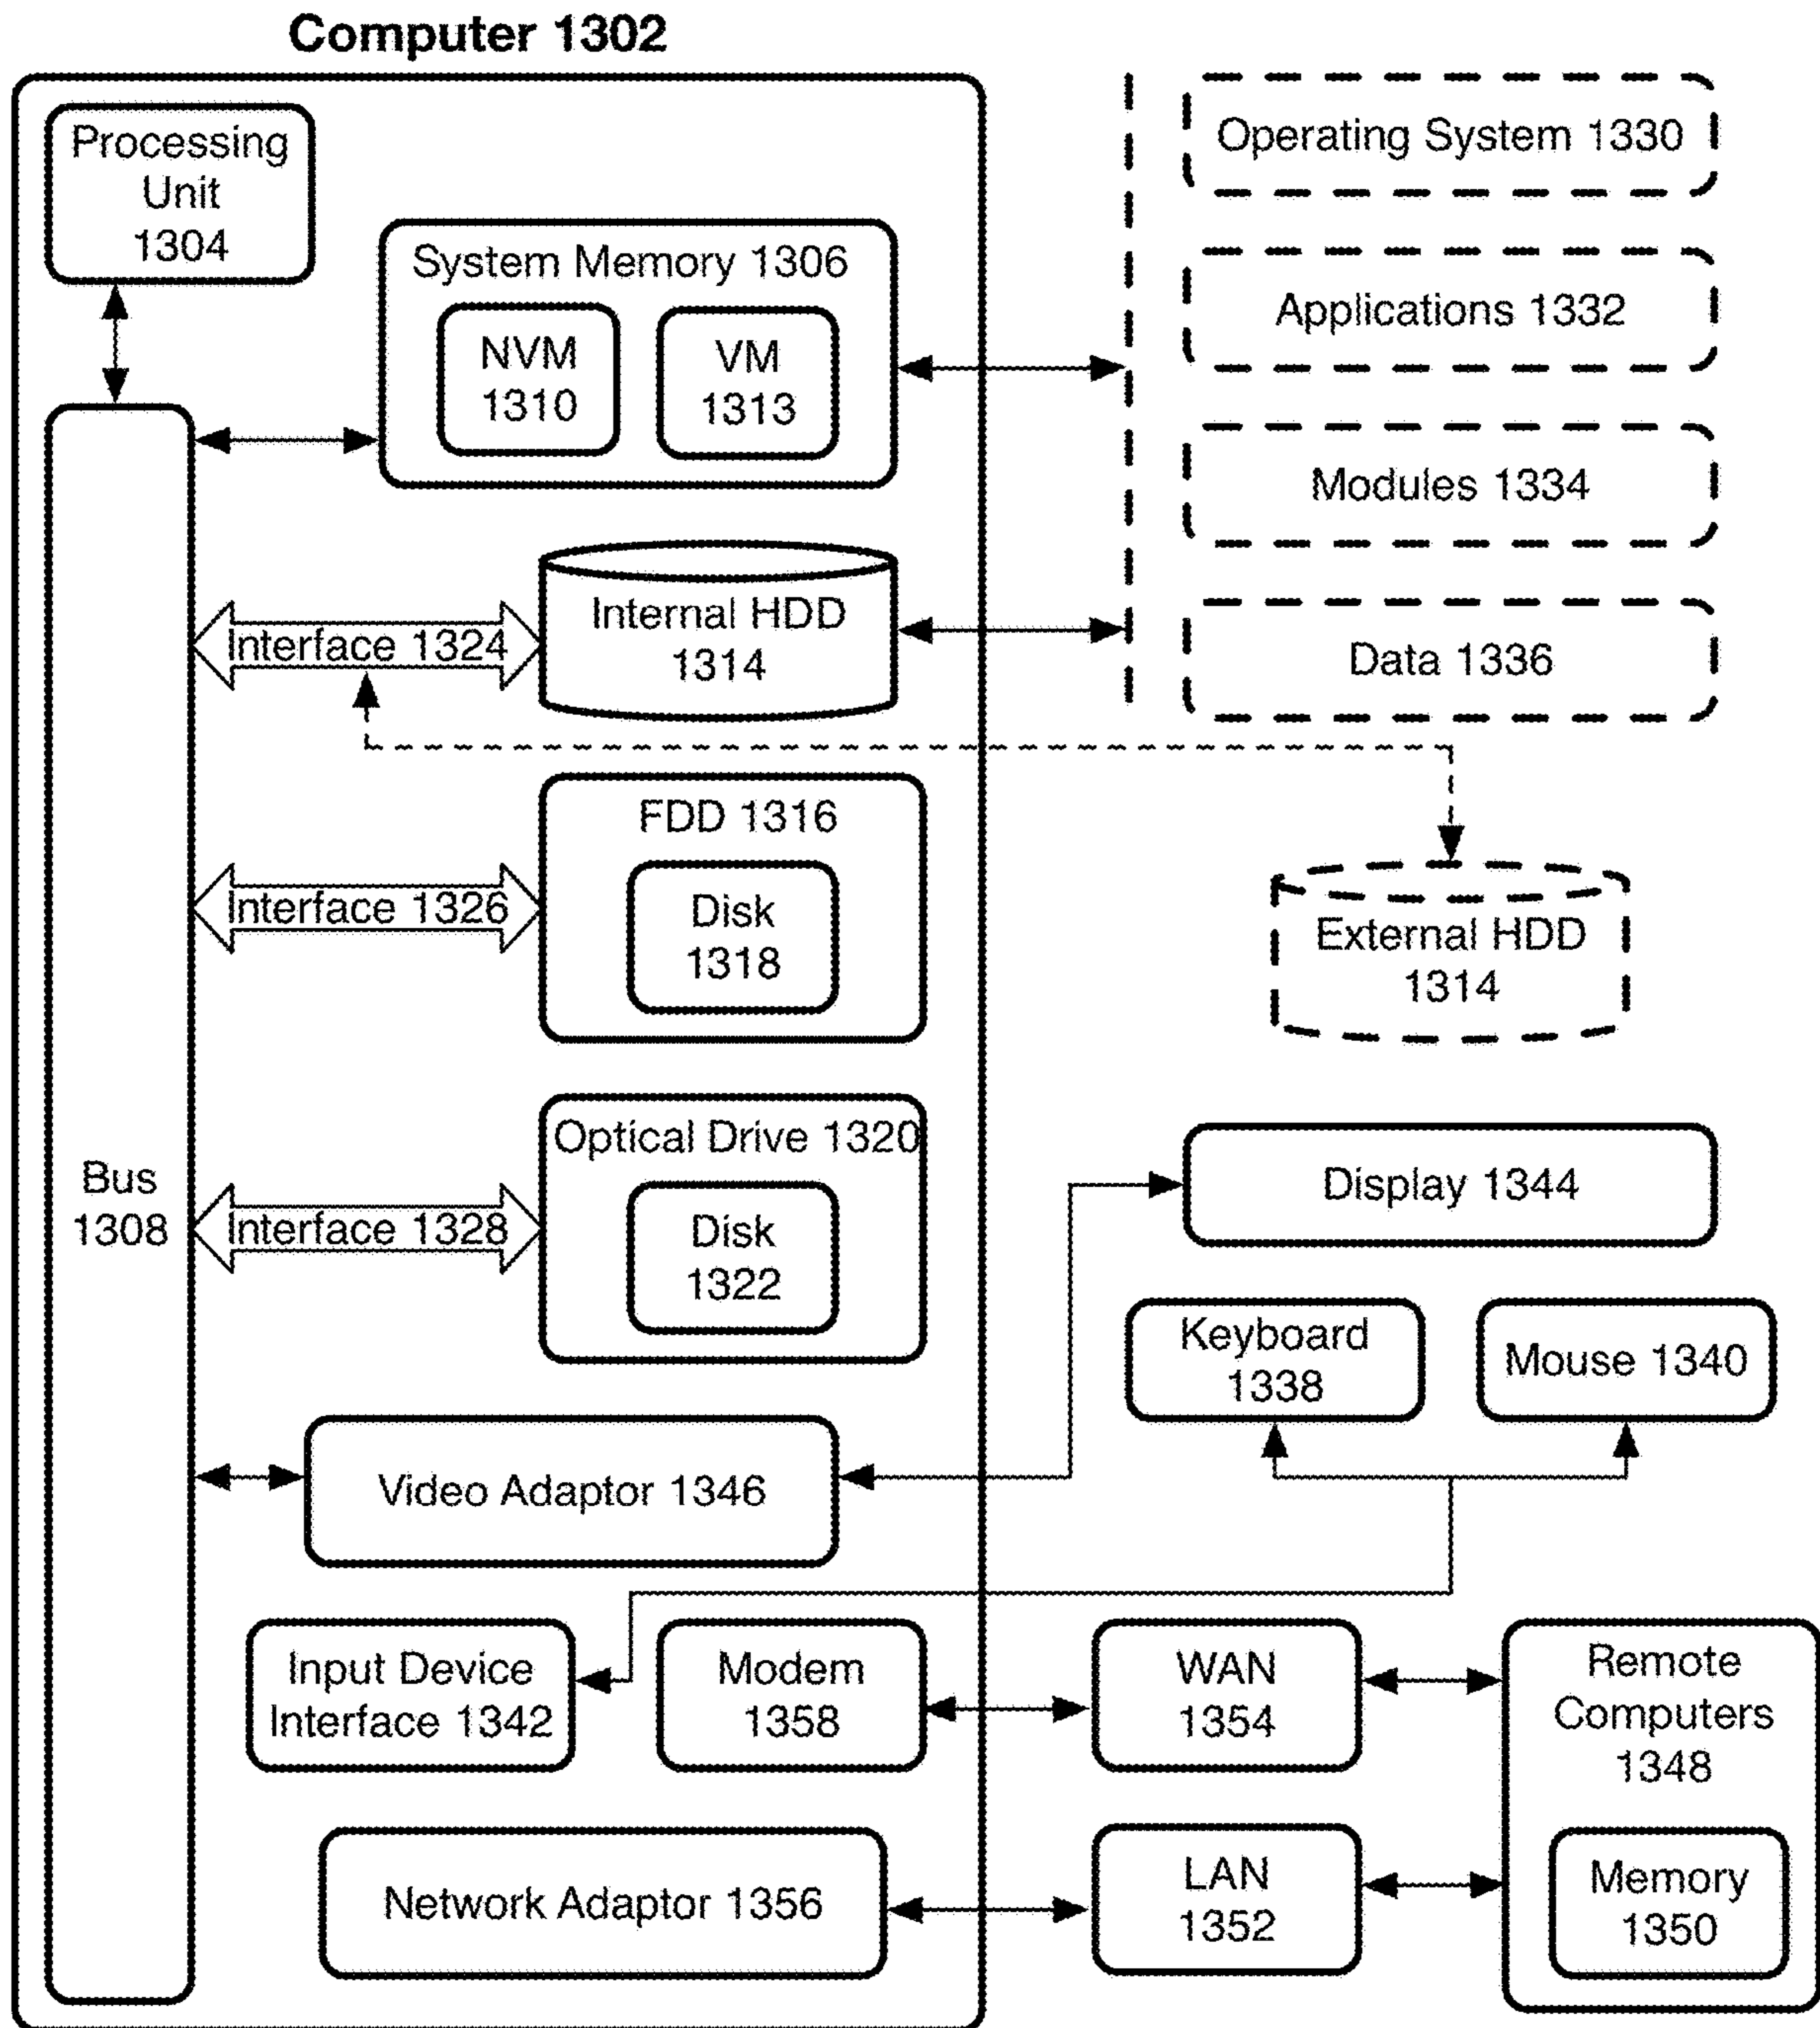 Computer 1302
Processing
Unit
1304
System Memory 1306
NVM
1310
VM
1313
Operating System 1330
Applications 1332
Modules 1334
Data 1336
Interface 1324
Internal HDD
1314
FDD 1316
Interface 1326
Disk
1318
External HDD
1314
Optical Drive 1320
Bus
1308
Interface 1328
Disk
1322
Display 1344
Keyboard
1338
Mouse 1340
Video Adaptor 1346
Input Device
Interface 1342
Modem
1358
WAN
1354
Remote
Computers
1348
Network Adaptor 1356
LAN
1352
Memory
1350